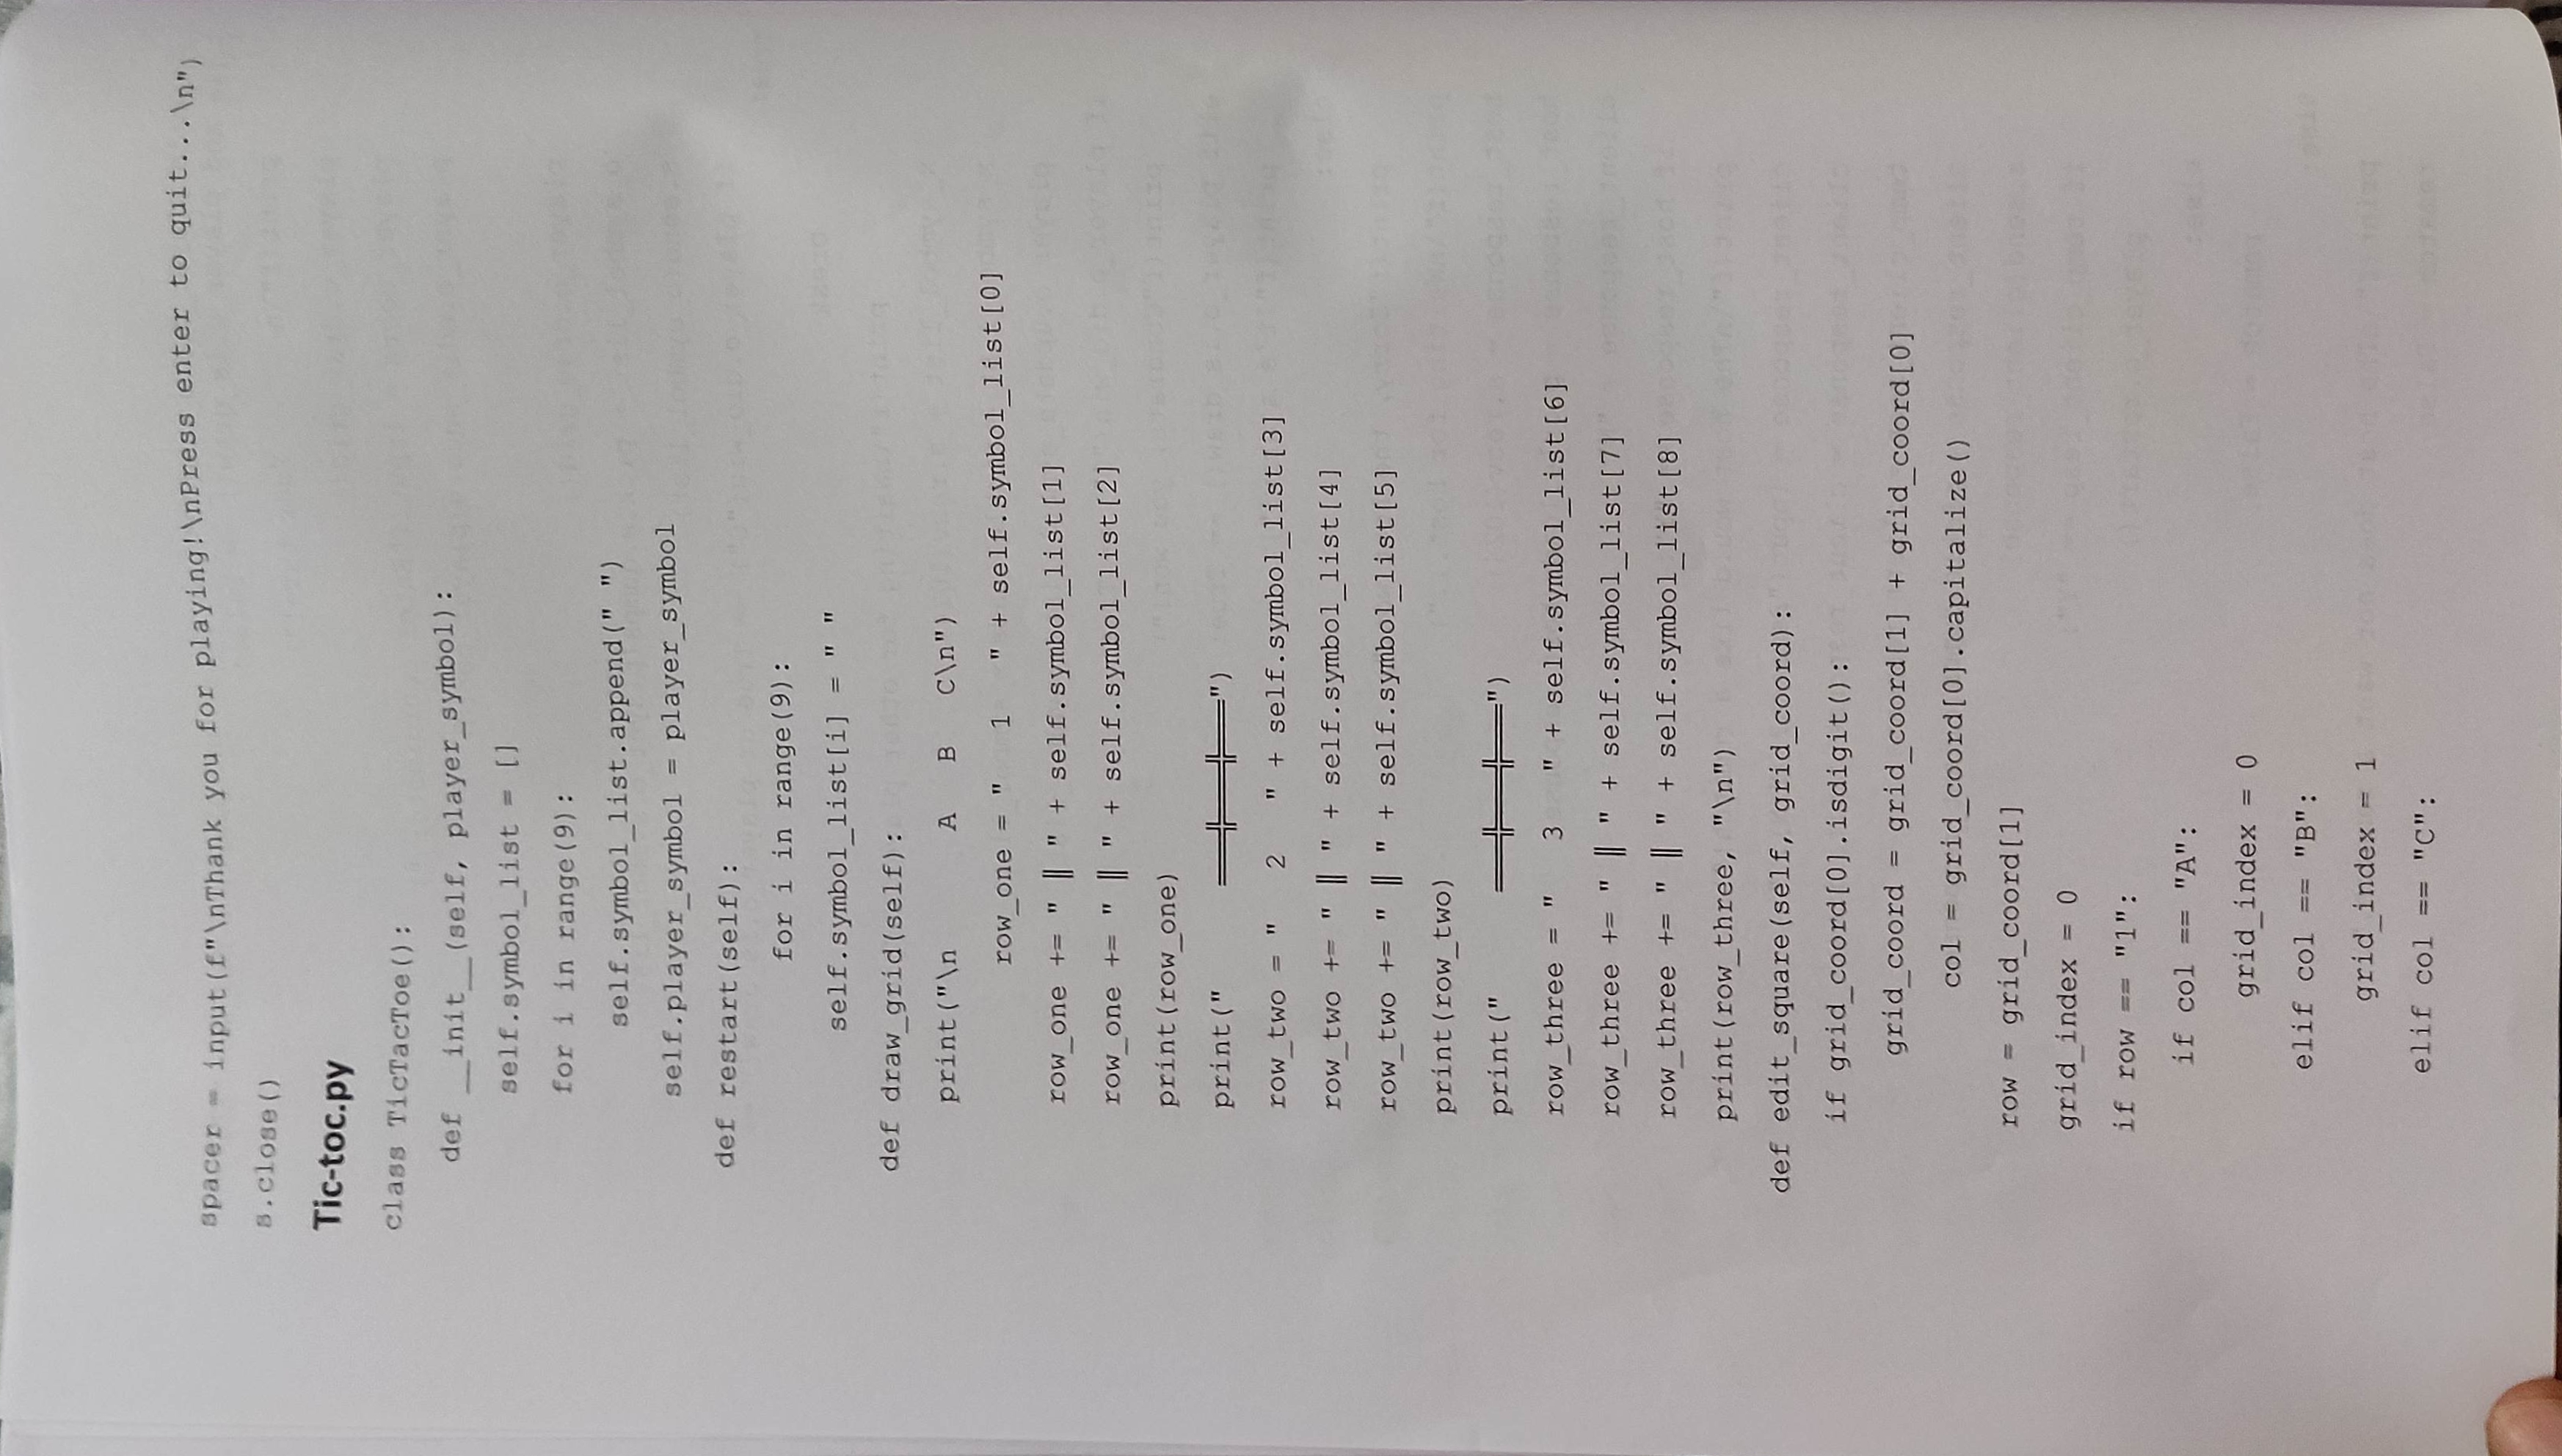 spacer = input(f"\nThank you for playing!\nPress enter to quit...\n")
s.close()
Tic-toc.py
class TicTacToe():
    def __init__(self, player_symbol):
        self.symbol_list = []
        for i in range(9):
            self.symbol_list.append(" ")
        self.player_symbol = player_symbol
    def restart(self):
            for i in range(9):
          self.symbol_list[i] = " "
    def draw_grid(self):
        print("\n       A   B   C\n")
            row_one = "   1   " + self.symbol_list[0]
        row_one += " ║ " + self.symbol_list[1]
        row_one += " ║ " + self.symbol_list[2]
        print(row_one)
        print("      ═══╬═══╬═══")
        row_two = "   2   " + self.symbol_list[3]
        row_two += " ║ " + self.symbol_list[4]
        row_two += " ║ " + self.symbol_list[5]
        print(row_two)
        print("      ═══╬═══╬═══")
        row_three = "   3   " + self.symbol_list[6]
        row_three += " ║ " + self.symbol_list[7]
        row_three += " ║ " + self.symbol_list[8]
        print(row_three, "\n")
    def edit_square(self, grid_coord):
        if grid_coord[0].isdigit():
            grid_coord = grid_coord[1] + grid_coord[0]
                col = grid_coord[0].capitalize()
        row = grid_coord[1]
        grid_index = 0
        if row == "1":
            if col == "A":
                grid_index = 0
            elif col == "B":
                grid_index = 1
            elif col == "C":